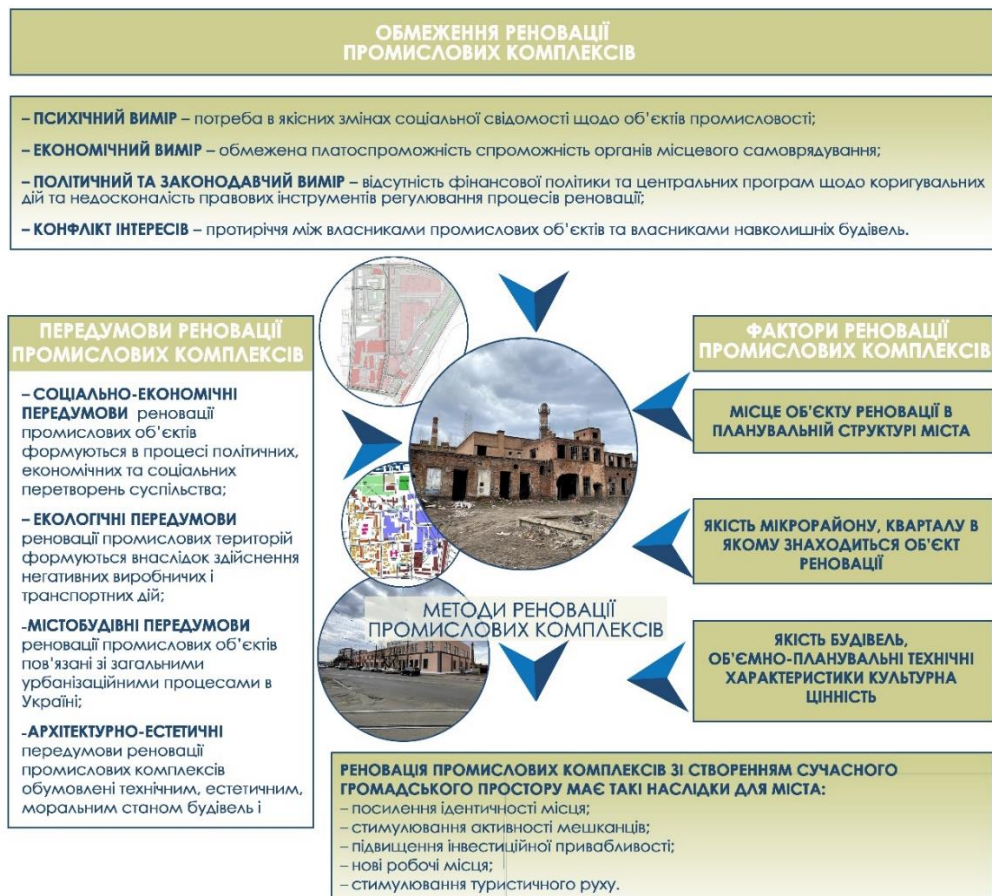 ОБМЕЖЕННЯ РЕНОВАЦІЇ
ПРОМИСЛОВИХ КОМПЛЕКСІВ
– ПСИХІЧНИЙ ВИМІР – потреба в якісних змінах соціальної свідомості щодо об'єктів промисловості;
– ЕКОНОМІЧНИЙ ВИМІР – обмежена платоспроможність спроможність органів місцевого самоврядування;
– ПОЛІТИЧНИЙ ТА ЗАКОНОДАВЧИЙ ВИМІР – відсутність фінансової політики та центральних програм щодо коригувальних
дій та недосконалість правових інструментів регулювання процесів реновації;
– КОНФЛІКТ ІНТЕРЕСІВ – протиріччя між власниками промислових об'єктів та власниками навколишніх будівель.
ПЕРЕДУМОВИ РЕНОВАЦІЇ
ПРОМИСЛОВИХ КОМПЛЕКСІВ
– СОЦІАЛЬНО-ЕКОНОМІЧНІ
ПЕРЕДУМОВИ реновації
промислових об'єктів
формуються в процесі політичних,
економічних та соціальних
перетворень суспільства;
– ЕКОЛОГІЧНІ ПЕРЕДУМОВИ
реновації промислових територій
формуються внаслідок здійснення
негативних виробничих і
транспортних дій;
-МІСТОБУДІВНІ ПЕРЕДУМОВИ
реновації промислових об'єктів
пов'язані зі загальними
урбанізаційними процесами в
Україні;
-АРХІТЕКТУРНО-ЕСТЕТИЧНІ
передумови реновації
промислових комплексів
обумовлені технічним, естетичним,
моральним станом будівель і
ФАКТОРИ РЕНОВАЦІЇ
ПРОМИСЛОВИХ КОМПЛЕКСІВ
МІСЦЕ ОБ'ЄКТУ РЕНОВАЦІЇ В
ПЛАНУВАЛЬНІЙ СТРУКТУРІ МІСТА
ЯКІСТЬ МІКРОРАЙОНУ, КВАРТАЛУ В
ЯКОМУ ЗНАХОДИТЬСЯ ОБ'ЄКТ
РЕНОВАЦІЇ
ЯКІСТЬ БУДІВЕЛЬ,
ОБ'ЄМНО-ПЛАНУВАЛЬНІ ТЕХНІЧНІ
ХАРАКТЕРИСТИКИ КУЛЬТУРНА
ЦІННІСТЬ
МЕТОДИ РЕНОВАЦІЇ
ПРОМИСЛОВИХ КОМПЛЕКСІВ
РЕНОВАЦІЯ ПРОМИСЛОВИХ КОМПЛЕКСІВ ЗІ СТВОРЕННЯМ СУЧАСНОГО
ГРОМАДСЬКОГО ПРОСТОРУ МАЄ ТАКІ НАСЛІДКИ ДЛЯ МІСТА:
– посилення ідентичності місця;
– стимулювання активності мешканців;
– підвищення інвестиційної привабливості;
– нові робочі місця;
– стимулювання туристичного руху.